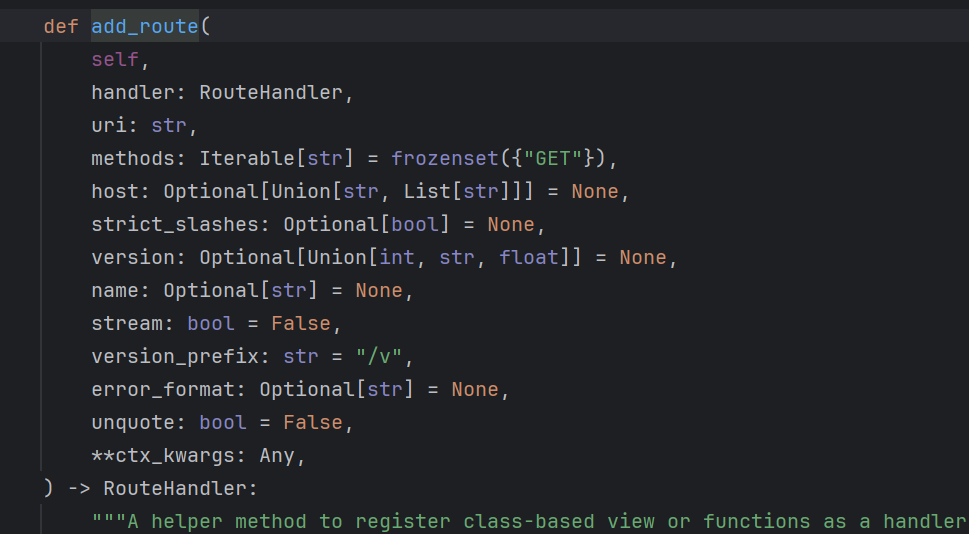 def add_route(
self,
handler: RouteHandler,
uri: str,
methods: Iterable[str] = frozenset({"GET"}),
host: Optional[Union[str, List[str]]] = None,
strict_slashes: Optional[bool] = None,
version: Optional[Union[int, str, float]] = None,
name: Optional[str] = None,
stream: bool = False,
version_prefix: str = "/v",
error_format: Optional[str] = None,
unquote: bool = False,
**ctx_kwargs: Any,
) -> RouteHandler:
"""A helper method to register class-based view or functions as a handler